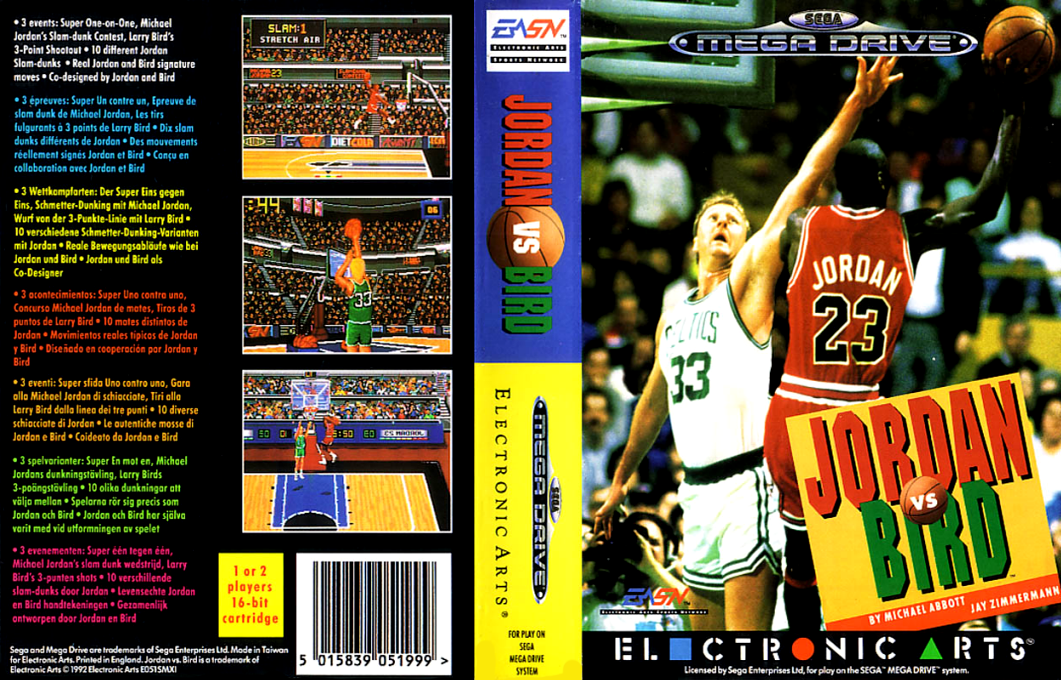 • 3 events: Super One-on-One, Michael
Jordan's Slam-dunk Contest, Larry Bird's
3-Point Shootout • 10 different Jordan
Slam-dunks • Real Jordan and Bird signature
moves • Co-designed by Jordan and Bird
• 3 épreuves: Super Un contre un, Epreuve de
slam dunk de Michael Jordan, Les tirs
fulgurants à 3 points de Larry Bird • Dix slam
dunks différents de Jordan • Des mouvements
réellement signés Jordan et Bird • Conçu en
collaboration avec Jordan et Bird
• 3 Wettkampfarten: Der Super Eins gegen
Eins, Schmetter-Dunking mit Michael Jordan,
Wurf von der 3-Punkte-Linie mit Larry Bird •
10 verschiedene Schmetter-Dunking-Varianten
mit Jordan • Reale Bewegungsabläufe wie bei
Jordan und Bird • Jordan und Bird als
Co-Designer
• 3 acontecimientos: Super Uno contra uno,
Concurso Michael Jordan de mates, Tiros de 3
puntos de Larry Bird • 10 mates distintos de
Jordan • Movimientos reales típicos de Jordan
y Bird • Diseñado en cooperación par Jordan y
Bird
• 3 eventi: Super sfida Uno contro uno, Gara
alla Michael Jordan di schiacciate, Tiri alla
Larry Bird dalla linea dei tre punti • 10 diverse
schiacciate di Jordan • Le autentiche mosse di
Jordan e Bird • Coideato da Jordan e Bird
• 3 spelvarianter: Super En mot en, Michael
Jordans dunkningstävling, Larry Birds
3-poängstävling • 10 olika dunkningar att
välja mellan • Spelarna rör sig precis som
Jordan och Bird • Jordan och Bird har själva
varit med vid utformningen av spelet
• 3 evenementen: Super één tegen één,
Michael Jordan's slam dunk wedstrijd, Larry
Bird's 3-punten shots • 10 verschillende
slam-dunks door Jordan • Levensechte Jordan
en Bird handtekeningen • Gezamenlijk
ontworpen door Jordan en Bird
Sega and Mega Drive are trademarks of Sega Enterprises Ltd. Made in Taiwan
for Electronic Arts. Printed in England. Jordan vs. Bird is a trademark of
Electronic Arts © 1992 Electronic Arts E051SMXI
SLAM:1
STRETCH AIR
23
DIET COLA
:44
06
33
:50
1 or 2
players
16-bit
cartridge
5 015839 051999 >
EASN™
ELECTRONIC ARTS
SPORTS NETWORK
JORDAN
VS
BIRD
SEGA
MEGA DRIVE
ELECTRONIC ARTS®
FOR PLAY ON
SEGA
MEGA DRIVE
SYSTEM
SEGA
MEGA DRIVE
JORDAN
23
CELTICS
33
JORDAN
VS
BIRD™
BY MICHAEL ABBOTT JAY ZIMMERMANN
EASN™
Electronic Arts Sports Network
ELECTRONIC ARTS™
Licensed by Sega Enterprises Ltd, for play on the SEGA™ MEGA DRIVE™ system.